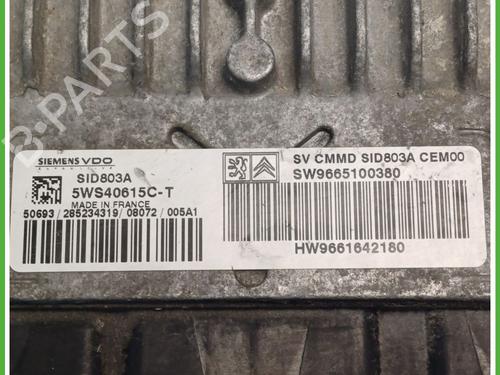 B-PARTS
SIEMENS VDO
SID803A
5WS40615C-T
MADE IN FRANCE
50693/285234319/08072/005A1
SV CMMD SID803A CEM00
SW9665100380
HW9661642180